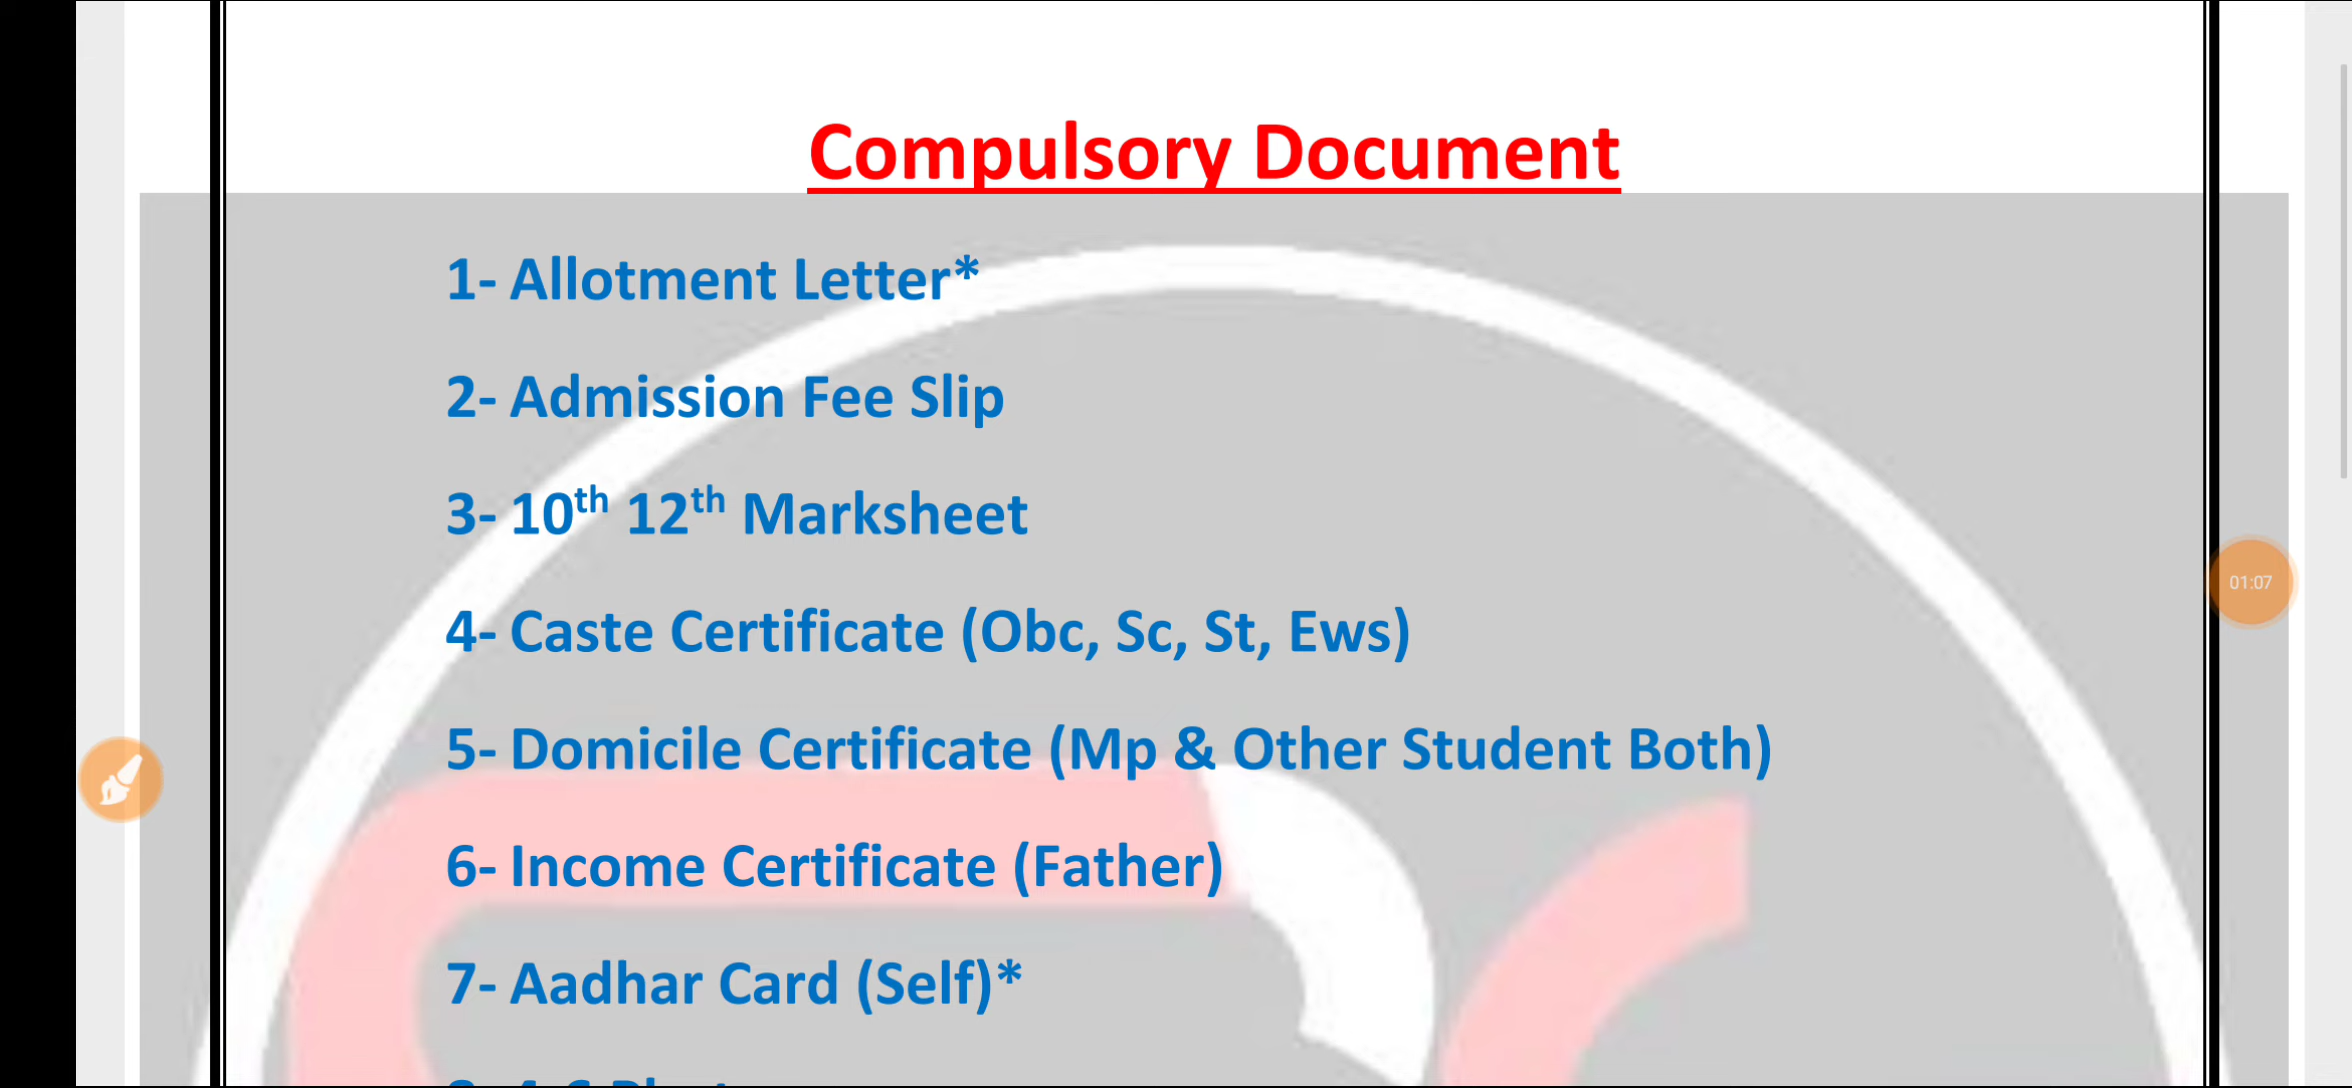 Compulsory Document
1- Allotment Letter*
2- Admission Fee Slip
3- 10th 12th Marksheet
4- Caste Certificate (Obc, Sc, St, Ews)
5- Domicile Certificate (Mp & Other Student Both)
6- Income Certificate (Father)
7- Aadhar Card (Self)*
01:07